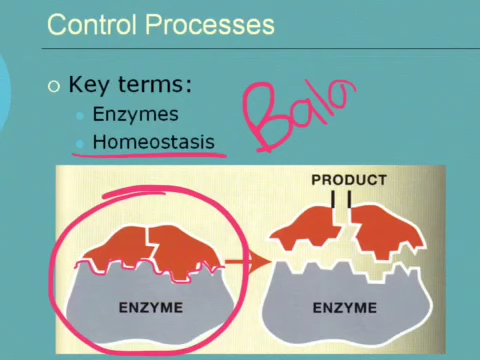 Control Processes
Key terms:
Enzymes
Homeostasis
Bala
PRODUCT
ENZYME
ENZYME